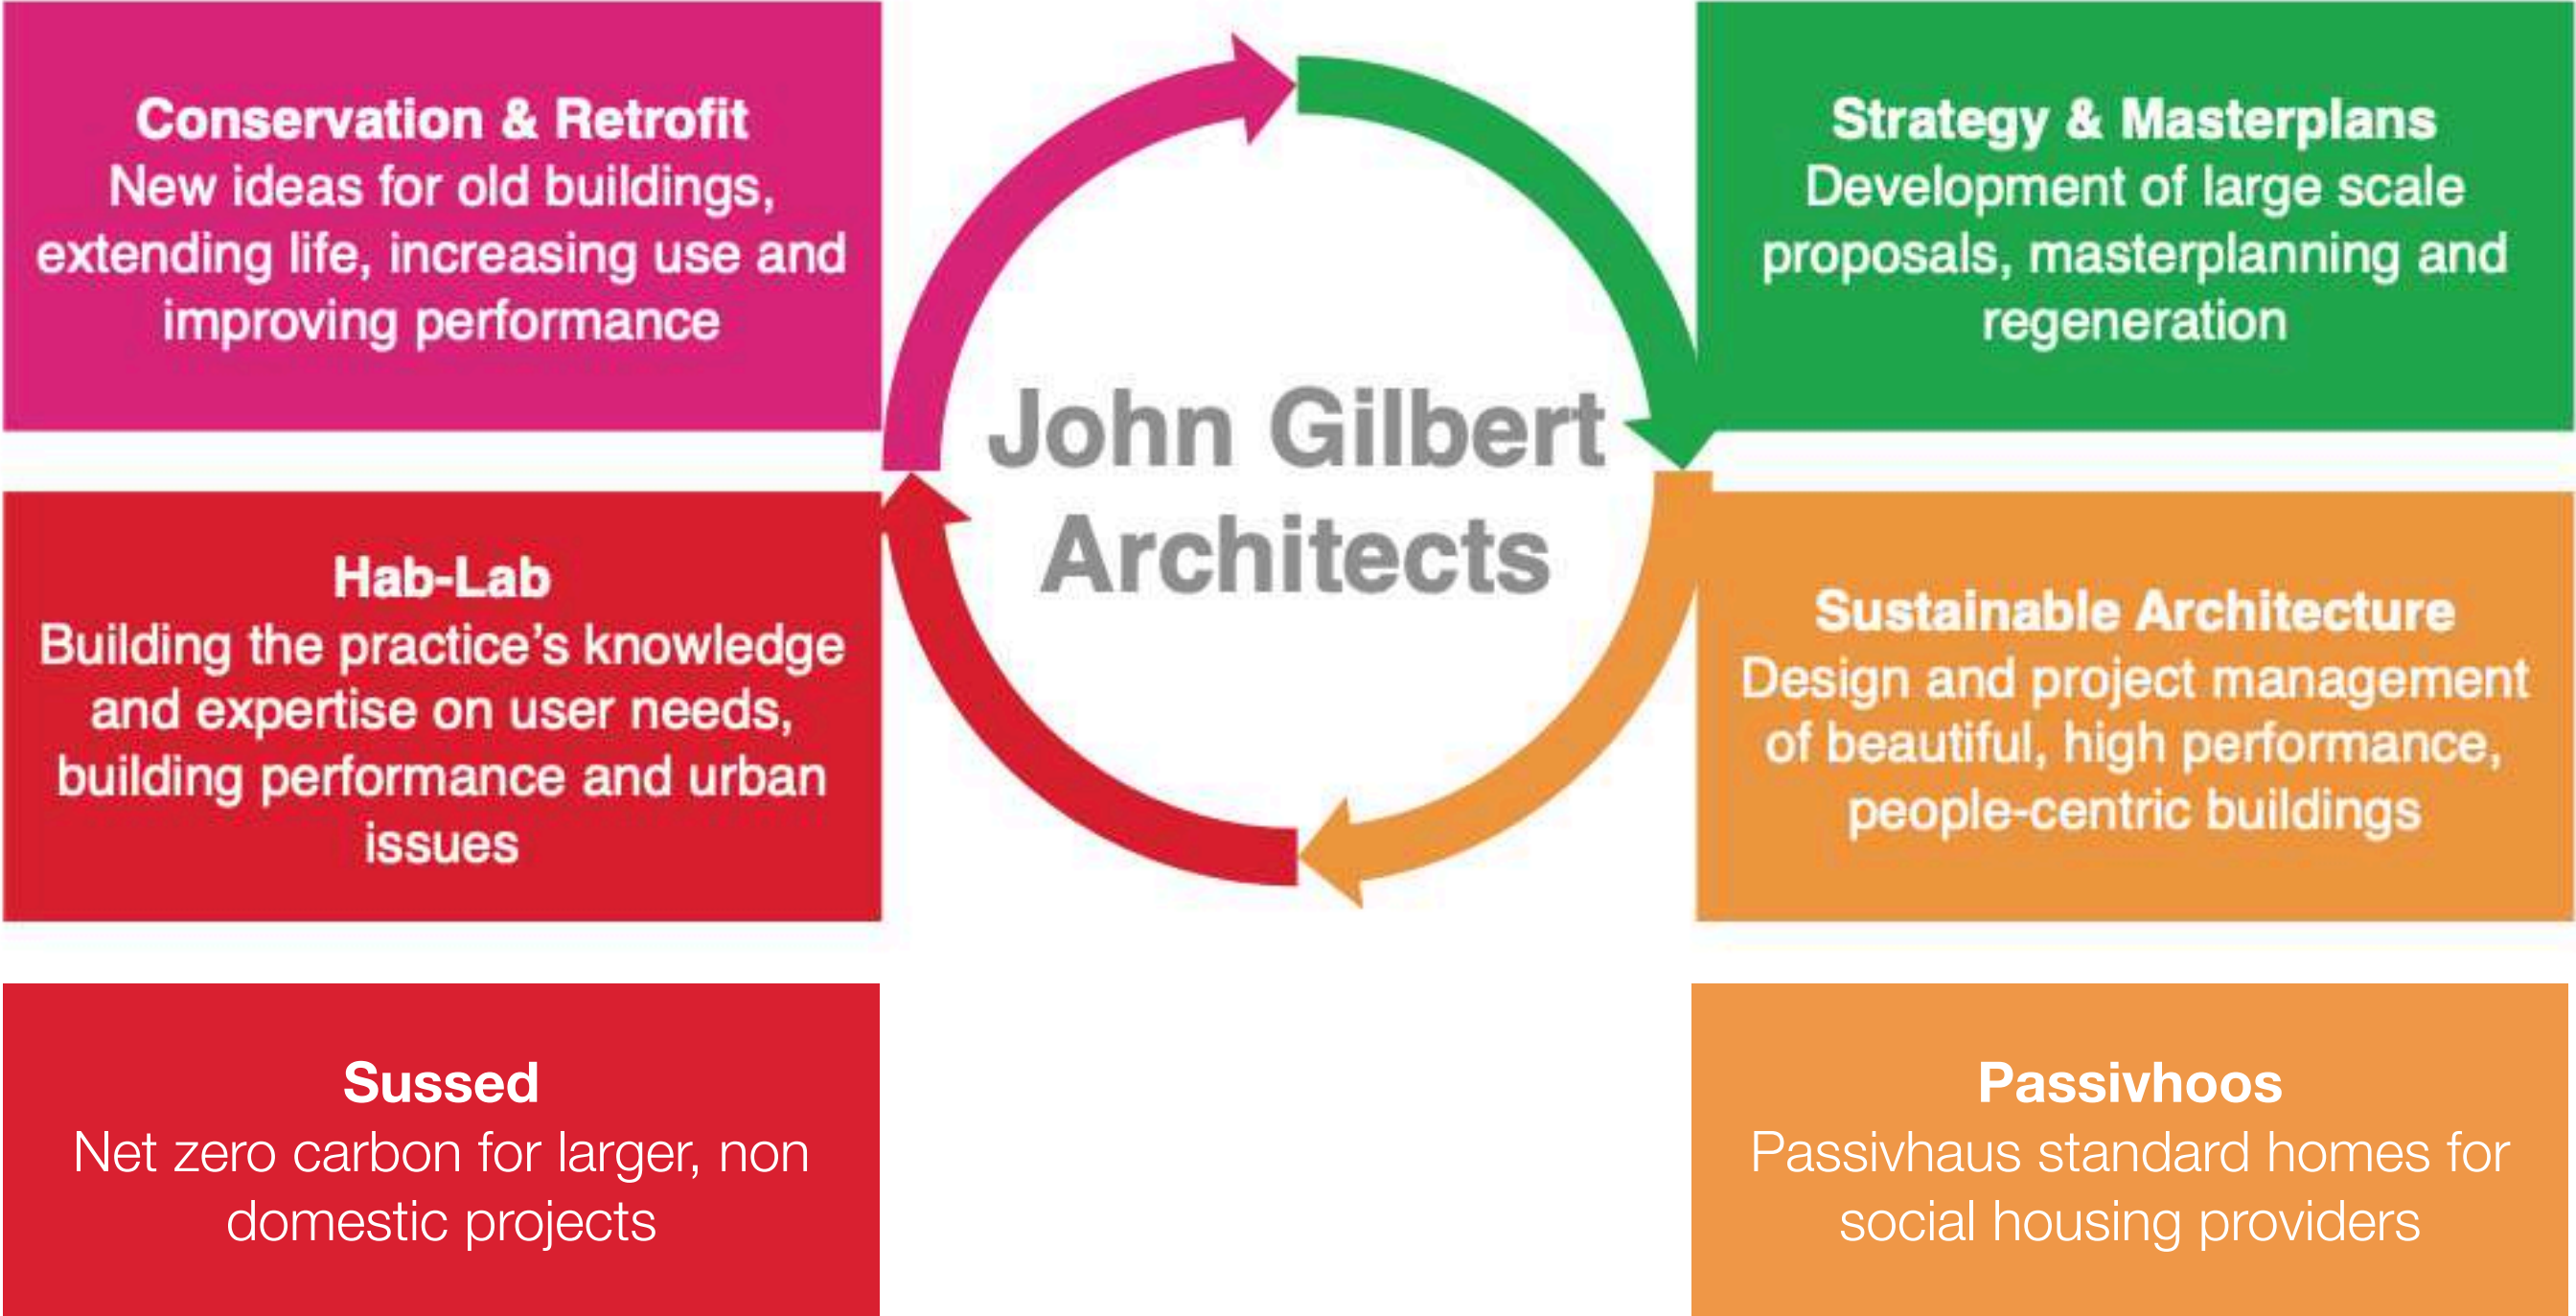 Conservation & Retrofit
New ideas for old buildings,
extending life, increasing use and
improving performance
Strategy & Masterplans
Development of large scale
proposals, masterplanning and
regeneration
John Gilbert
Architects
Hab-Lab
Building the practice’s knowledge
and expertise on user needs,
building performance and urban
issues
Sustainable Architecture
Design and project management
of beautiful, high performance,
people-centric buildings
Sussed
Net zero carbon for larger, non
domestic projects
Passivhoos
Passivhaus standard homes for
social housing providers